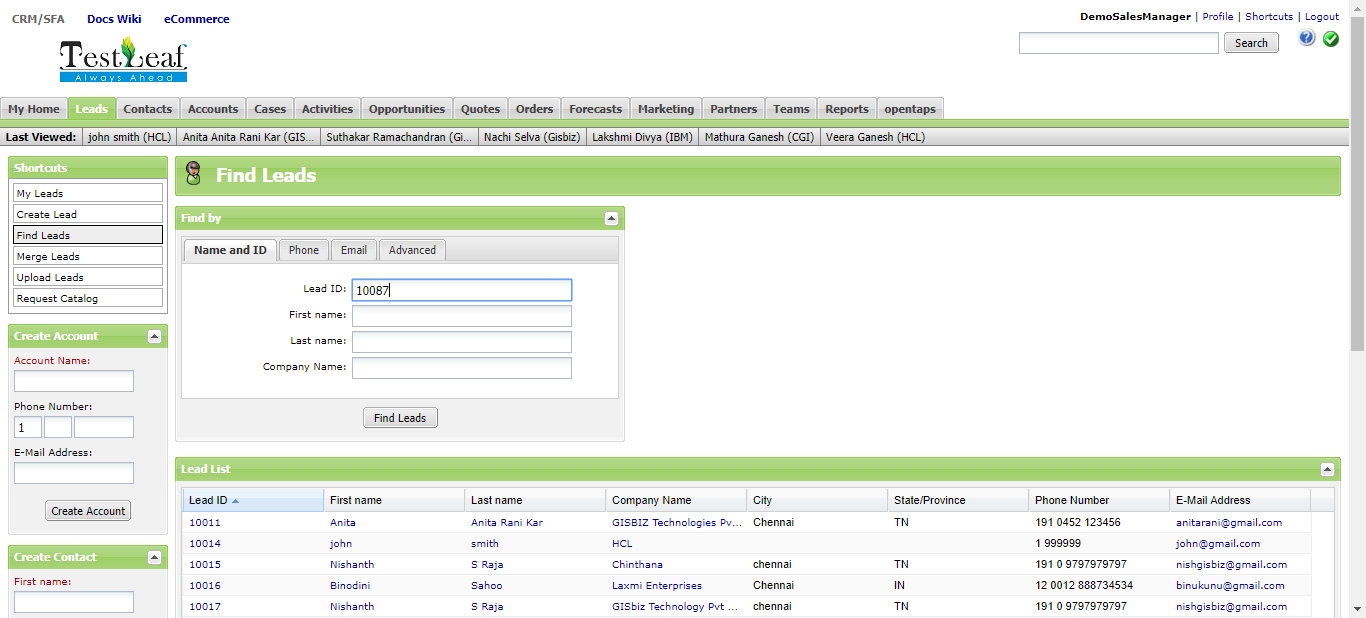 CRM/SFA Docs Wiki eCommerce
DemoSalesManager | Profile | Shortcuts | Logout
TestLeaf
Always Ahead
Search
My Home Leads Contacts Accounts Cases Activities Opportunities Quotes Orders Forecasts Marketing Partners Teams Reports opentaps
Last Viewed: john smith (HCL) Anita Anita Rani Kar (GIS... Suthakar Ramachandran (Gi... Nachi Selva (Gisbiz) Lakshmi Divya (IBM) Mathura Ganesh (CGI) Veera Ganesh (HCL)
Shortcuts
My Leads
Create Lead
Find Leads
Merge Leads
Upload Leads
Request Catalog
Create Account
Account Name:
Phone Number:
1
E-Mail Address:
Create Account
Create Contact
First name:
Find Leads
Find by
Name and ID Phone Email Advanced
Lead ID: 10087
First name:
Last name:
Company Name:
Find Leads
Lead List
Lead ID First name Last name Company Name City State/Province Phone Number E-Mail Address
10011 Anita Anita Rani Kar GISBIZ Technologies Pv... Chennai TN 191 0452 123456 anitarani@gmail.com
10014 john smith HCL 1 999999 john@gmail.com
10015 Nishanth S Raja Chinthana chennai TN 191 0 9797979797 nishgisbiz@gmail.com
10016 Binodini Sahoo Laxmi Enterprises Chennai IN 12 0012 888734534 binukunu@gmail.com
10017 Nishanth S Raja GISbiz Technology Pvt ... chennai TN 191 0 9797979797 nishgisbiz@gmail.com